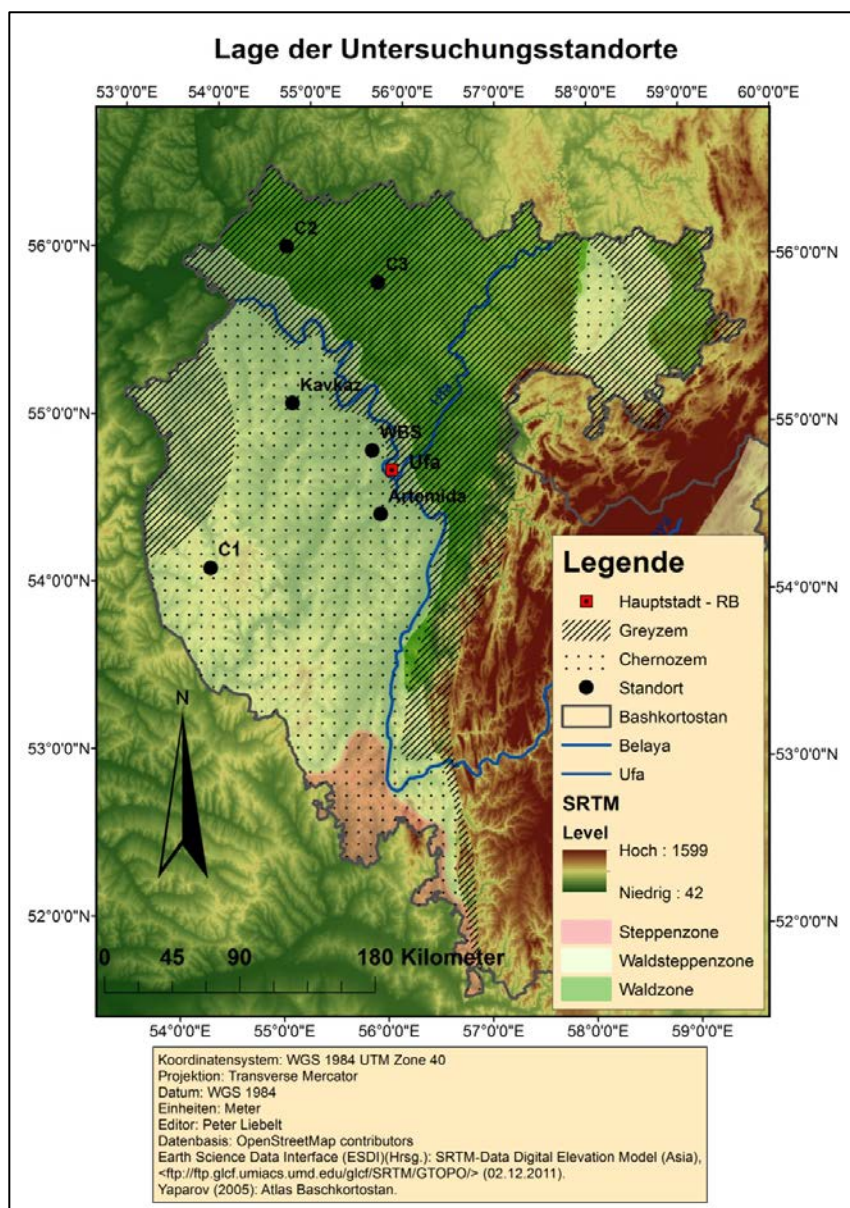 Lage der Untersuchungsstandorte
53°0'0"E 54°0'0"E 55°0'0"E 56°0'0"E 57°0'0"E 58°0'0"E 59°0'0"E 60°0'0"E
56°0'0"N
56°0'0"N
C2
C3
55°0'0"N
55°0'0"N
Kavkaz
Ufa
WBS
Ufa
Artemida
C1
54°0'0"N
54°0'0"N
53°0'0"N
53°0'0"N
52°0'0"N
52°0'0"N
N
0 45 90 180 Kilometer
Legende
Hauptstadt - RB
Greyzem
Chernozem
Standort
Bashkortostan
Belaya
Ufa
SRTM
Level
Hoch : 1599
Niedrig : 42
Steppenzone
Waldsteppenzone
Waldzone
54°0'0"E 55°0'0"E 56°0'0"E 57°0'0"E 58°0'0"E 59°0'0"E
Koordinatensystem: WGS 1984 UTM Zone 40
Projektion: Transverse Mercator
Datum: WGS 1984
Einheiten: Meter
Editor: Peter Liebelt
Datenbasis: OpenStreetMap contributors
Earth Science Data Interface (ESDI)(Hrsg.): SRTM-Data Digital Elevation Model (Asia),
<ftp://ftp.glcf.umiacs.umd.edu/glcf/SRTM/GTOPO/> (02.12.2011).
Yaparov (2005): Atlas Baschkortostan.